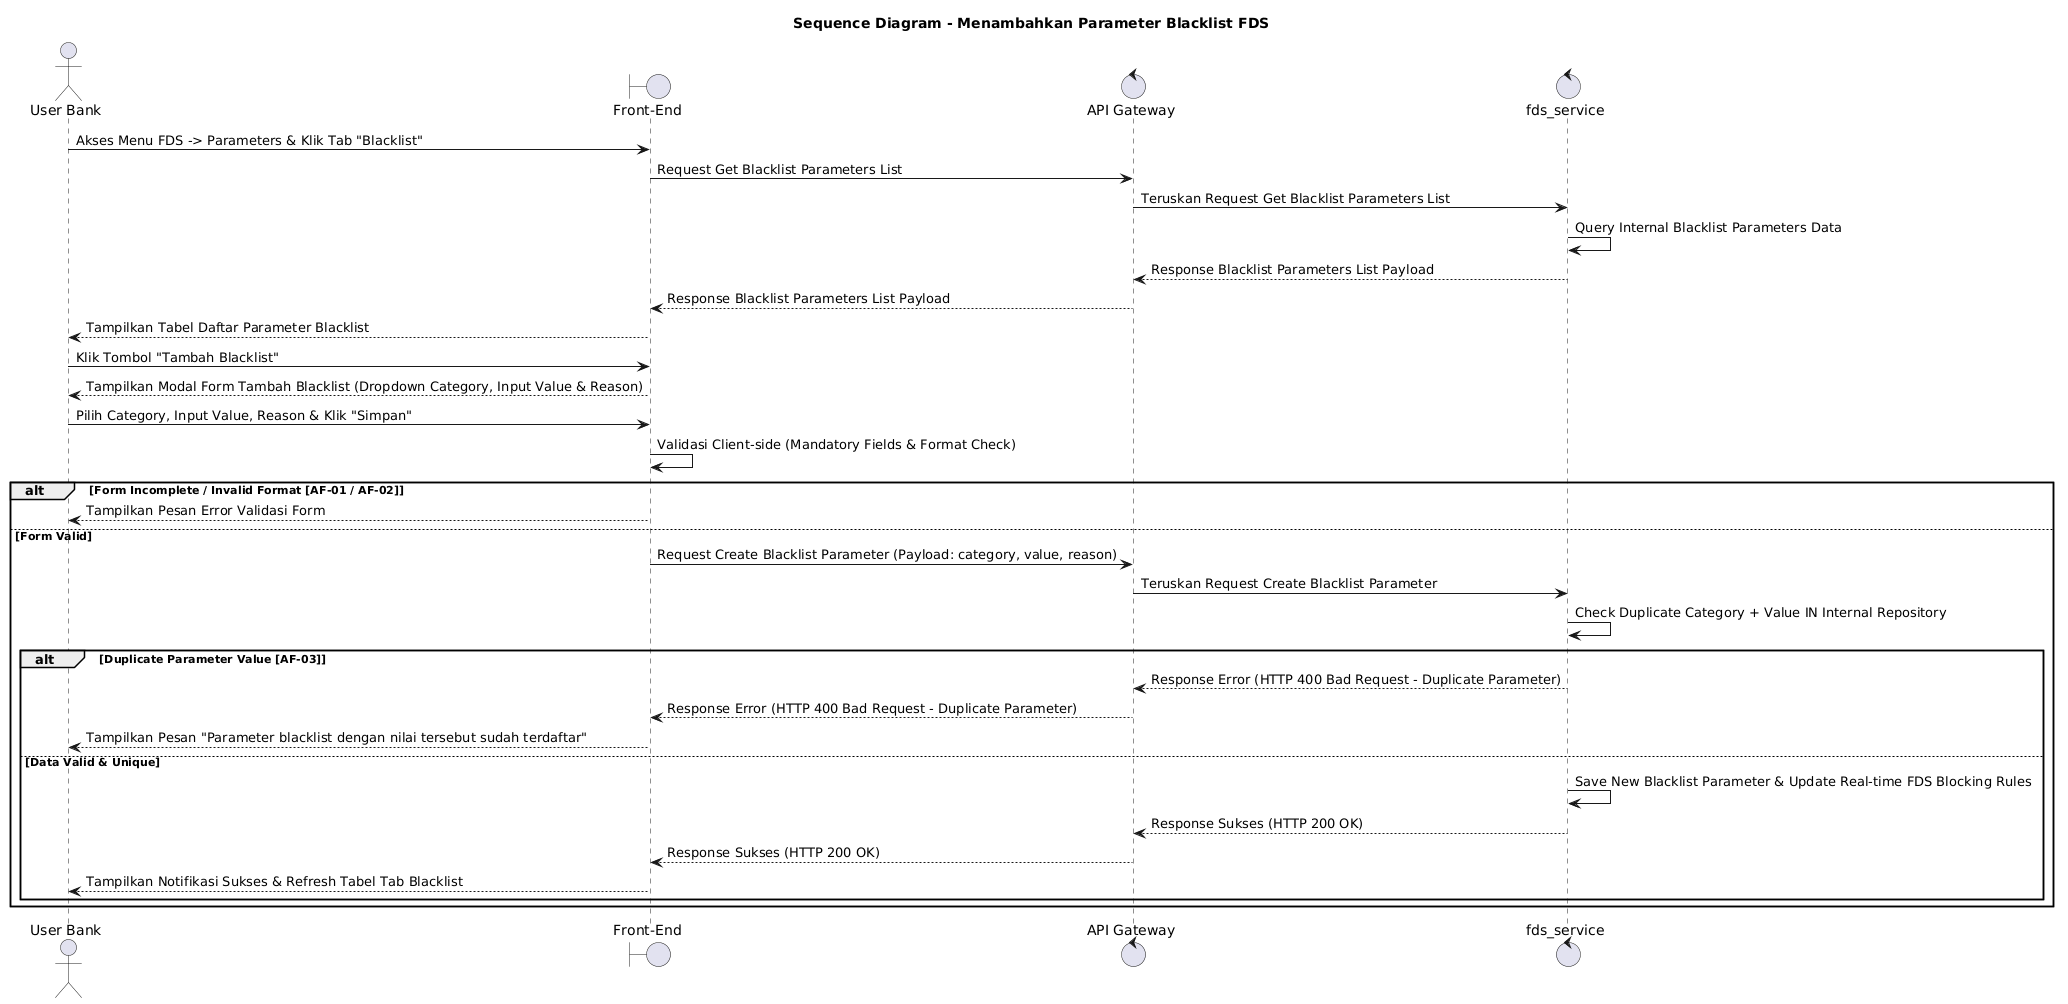 Sequence Diagram - Menambahkan Parameter Blacklist FDS
User Bank
Front-End
API Gateway
fds_service
Akses Menu FDS -> Parameters & Klik Tab "Blacklist"
Request Get Blacklist Parameters List
Teruskan Request Get Blacklist Parameters List
Query Internal Blacklist Parameters Data
Response Blacklist Parameters List Payload
Response Blacklist Parameters List Payload
Tampilkan Tabel Daftar Parameter Blacklist
Klik Tombol "Tambah Blacklist"
Tampilkan Modal Form Tambah Blacklist (Dropdown Category, Input Value & Reason)
Pilih Category, Input Value, Reason & Klik "Simpan"
Validasi Client-side (Mandatory Fields & Format Check)
alt [Form Incomplete / Invalid Format [AF-01 / AF-02]]
Tampilkan Pesan Error Validasi Form
[Form Valid]
Request Create Blacklist Parameter (Payload: category, value, reason)
Teruskan Request Create Blacklist Parameter
Check Duplicate Category + Value IN Internal Repository
alt [Duplicate Parameter Value [AF-03]]
Response Error (HTTP 400 Bad Request - Duplicate Parameter)
Response Error (HTTP 400 Bad Request - Duplicate Parameter)
Tampilkan Pesan "Parameter blacklist dengan nilai tersebut sudah terdaftar"
[Data Valid & Unique]
Save New Blacklist Parameter & Update Real-time FDS Blocking Rules
Response Sukses (HTTP 200 OK)
Response Sukses (HTTP 200 OK)
Tampilkan Notifikasi Sukses & Refresh Tabel Tab Blacklist
User Bank
Front-End
API Gateway
fds_service